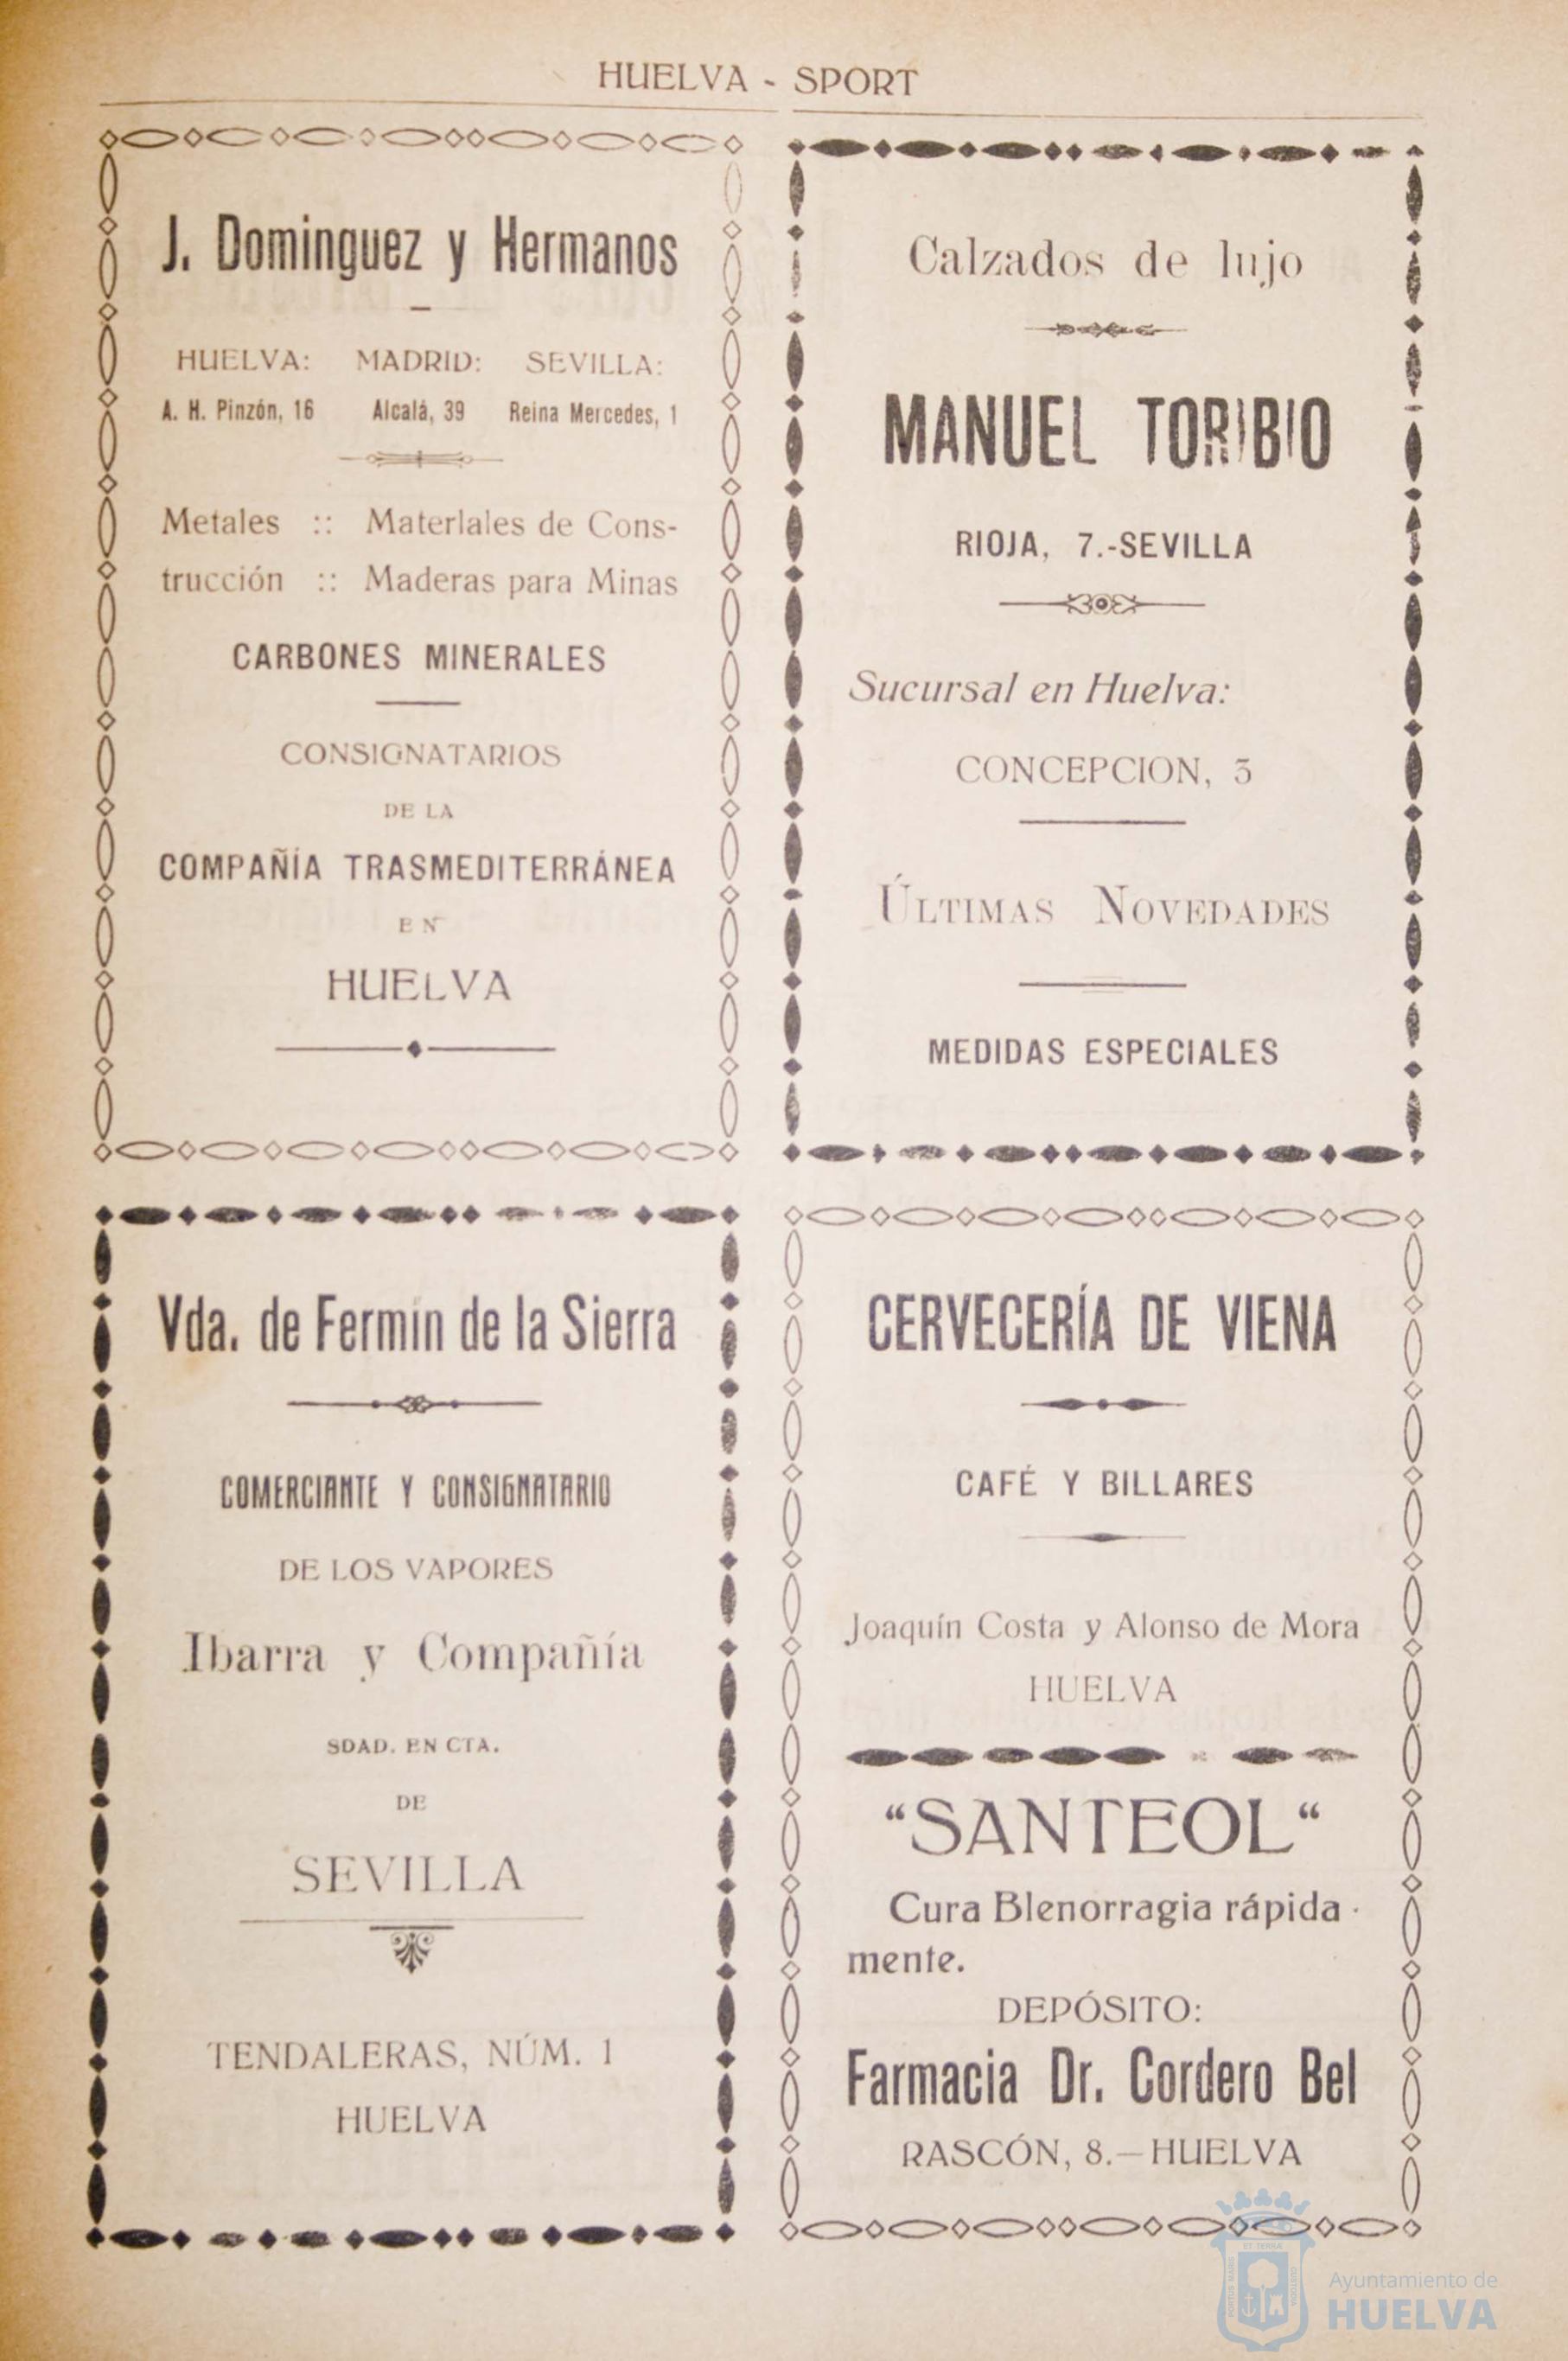 HUELVA - SPORT
J. Dominguez y Hermanos
HUELVA: MADRID: SEVILLA:
A. H. Pinzón, 16 Alcalá, 39 Reina Mercedes, 1
Metales :: Materlales de Cons-
trucción :: Maderas para Minas
CARBONES MINERALES
CONSIGNATARIOS
DE LA
COMPAÑÍA TRASMEDITERRÁNEA
EN
HUELVA
Calzados de lujo
MANUEL TORIBIO
RIOJA, 7.-SEVILLA
Sucursal en Huelva:
CONCEPCION, 3
ÚLTIMAS NOVEDADES
MEDIDAS ESPECIALES
Vda. de Fermín de la Sierra
COMERCIANTE Y CONSIGNATARIO
DE LOS VAPORES
Ibarra y Compañía
SDAD. EN CTA.
DE
SEVILLA
TENDALERAS, NÚM. 1
HUELVA
CERVECERÍA DE VIENA
CAFÉ Y BILLARES
Joaquín Costa y Alonso de Mora
HUELVA
"SANTEOL"
Cura Blenorragia rápida-
mente.
DEPÓSITO:
Farmacia Dr. Cordero Bel
RASCÓN, 8.—HUELVA
Ayuntamiento de
HUELVA